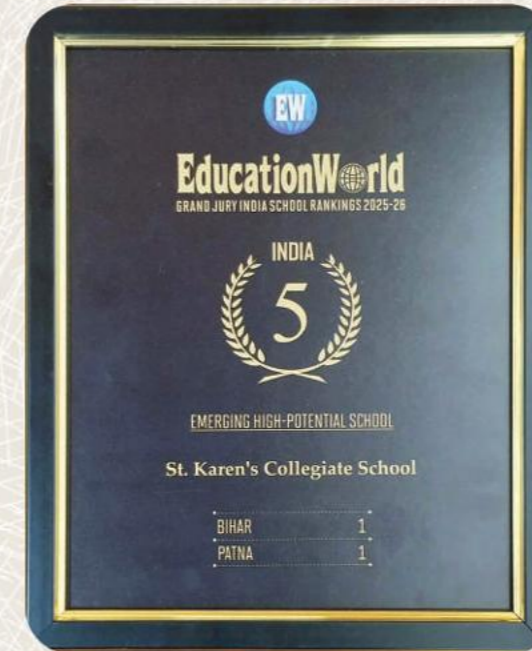 EW
EducationWorld
GRAND JURY INDIA SCHOOL RANKINGS 2025-26
INDIA
5
EMERGING HIGH-POTENTIAL SCHOOL
St. Karen's Collegiate School
BIHAR 1
PATNA 1